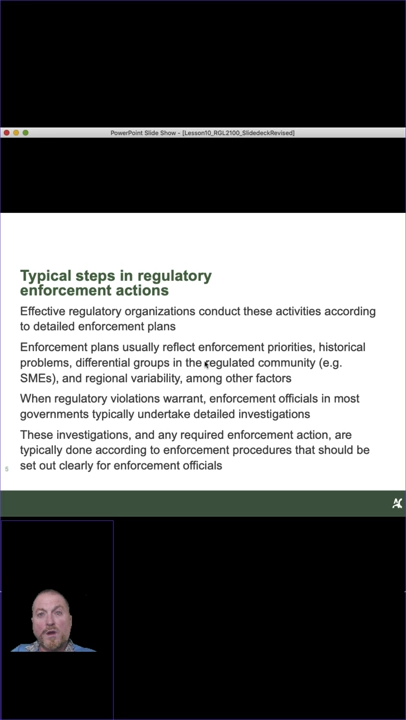 PowerPoint Slide Show - [Lesson10_RGL2100_SlidedeckRevised]
Typical steps in regulatory
enforcement actions
Effective regulatory organizations conduct these activities according
to detailed enforcement plans
Enforcement plans usually reflect enforcement priorities, historical
problems, differential groups in the regulated community (e.g.
SMEs), and regional variability, among other factors
When regulatory violations warrant, enforcement officials in most
governments typically undertake detailed investigations
These investigations, and any required enforcement action, are
typically done according to enforcement procedures that should be
set out clearly for enforcement officials